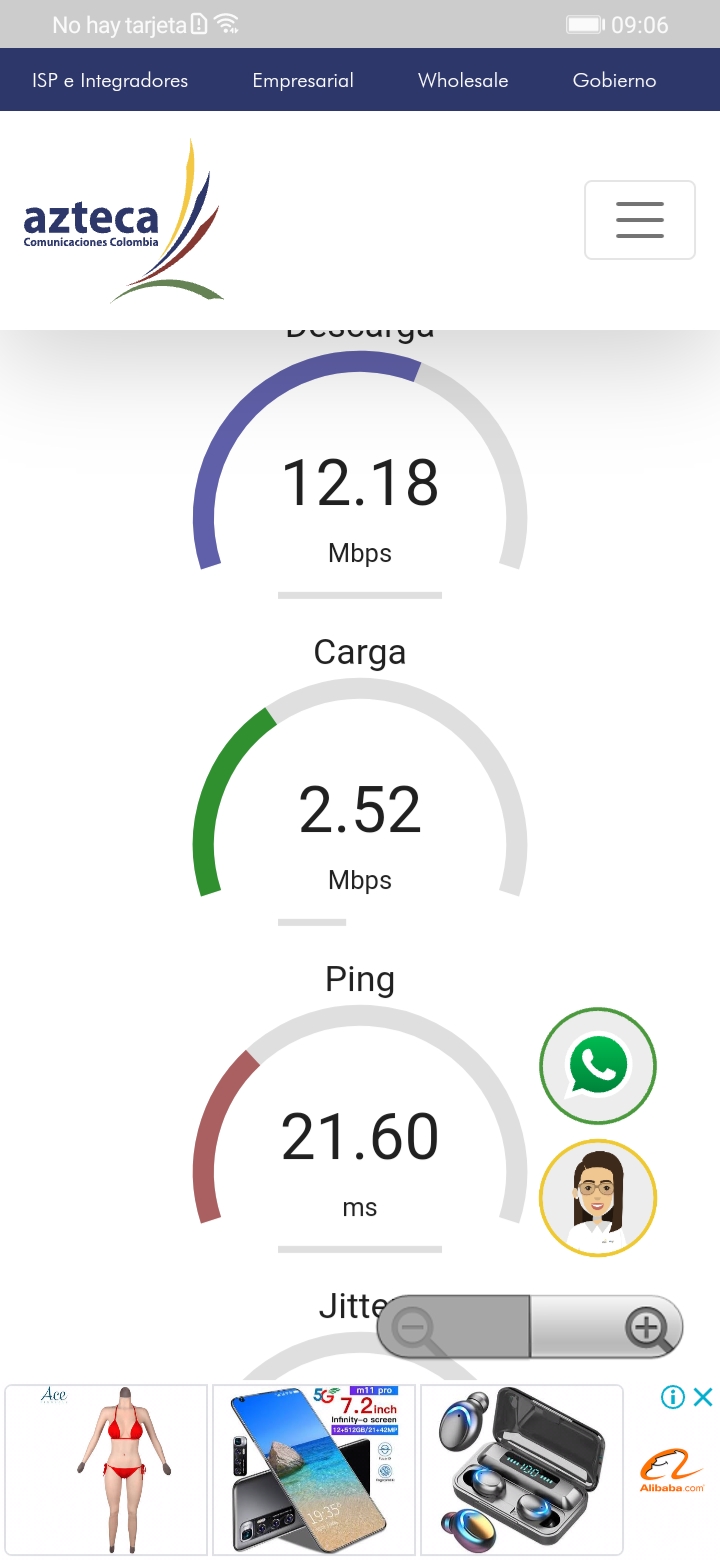 No hay tarjeta 09:06
ISP e Integradores Empresarial Wholesale Gobierno
azteca
Comunicaciones Colombia
Descarga
12.18
Mbps
Carga
2.52
Mbps
Ping
21.60
ms
Jitte
Ace
5G m11 pro
7.2inch
Infinity-o screen
12+512GB/21+42MP
19:35
100
Alibaba.com